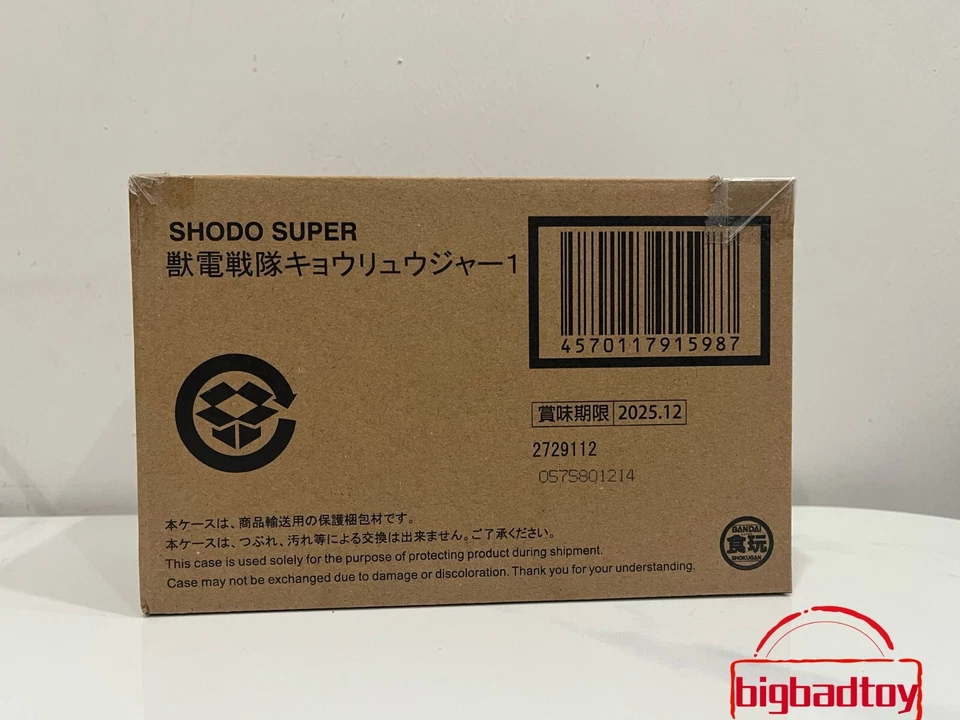 SHODO SUPER
獣電戦隊キョウリュウジャー1
4570117915987
賞味期限 2025.12
2729112
0575801214
本ケースは、商品輸送用の保護梱包材です。
本ケースは、つぶれ、汚れ等による交換は出来ません。ご了承ください。
This case is used solely for the purpose of protecting product during shipment.
Case may not be exchanged due to damage or discoloration. Thank you for your understanding.
BANDAI
食玩
SHOKUGAN
bigbadtoy